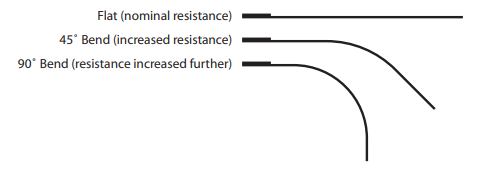 Flat (nominal resistance)
45˚ Bend (increased resistance)
90˚ Bend (resistance increased further)